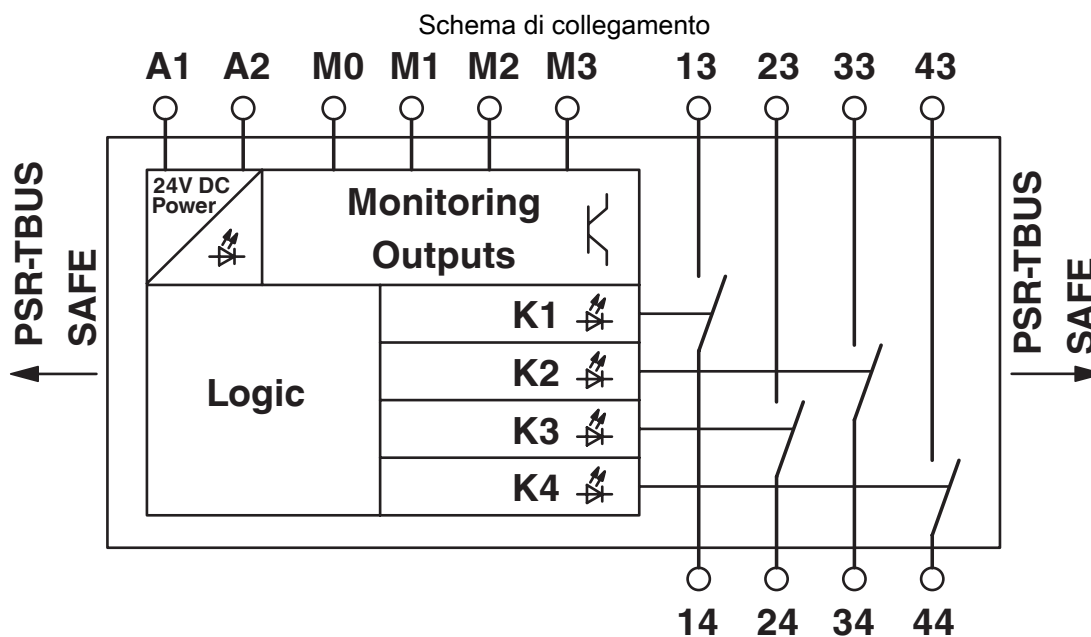 Schema di collegamento
A1 A2 M0 M1 M2 M3 13 23 33 43
PSR-TBUS
SAFE
24V DC
Power
Monitoring
Outputs
Logic
K1
K2
K3
K4
PSR-TBUS
SAFE
14 24 34 44